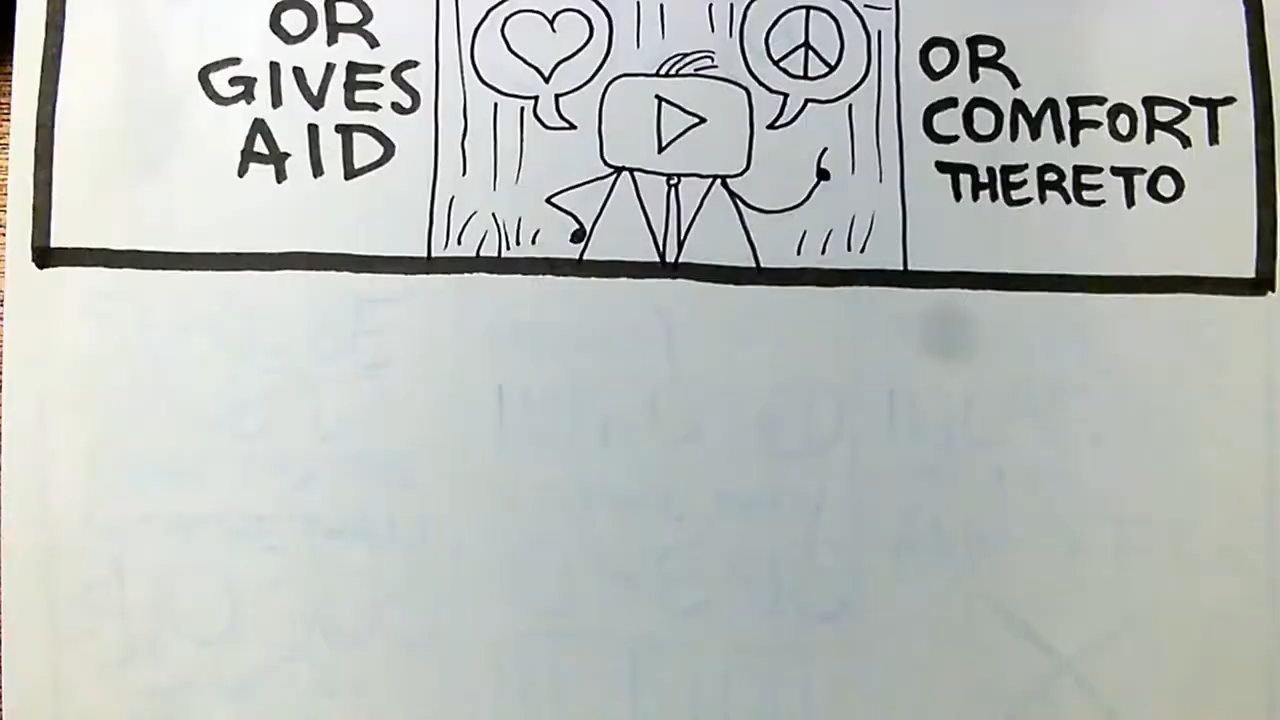 OR
GIVES
AID
OR
COMFORT
THERETO